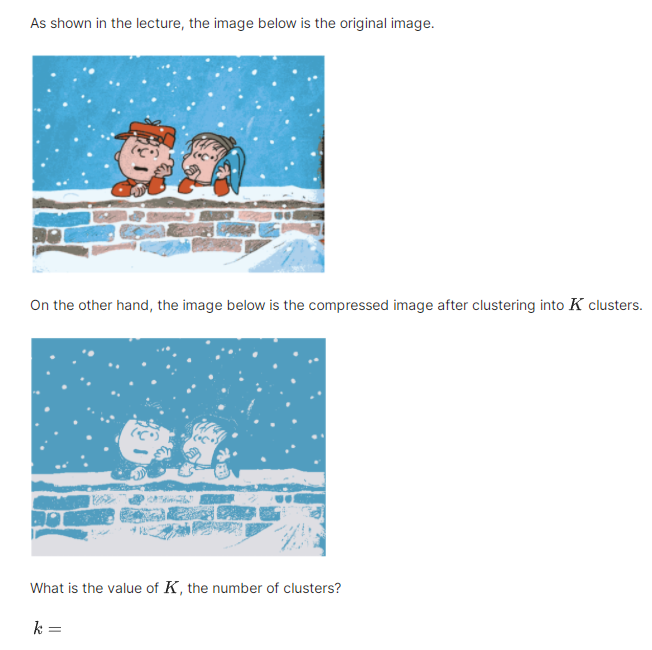 As shown in the lecture, the image below is the original image.
On the other hand, the image below is the compressed image after clustering into K clusters.
What is the value of K, the number of clusters?
k =